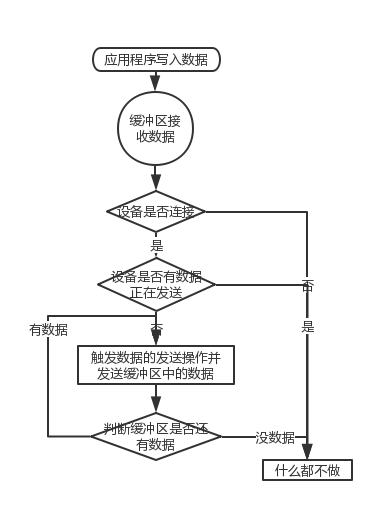 应用程序写入数据
缓冲区接
收数据
设备是否连接
是
设备是否有数据
正在发送
否
是
有数据
否
触发数据的发送操作并
发送缓冲区中的数据
判断缓冲区是否还
有数据
没数据
什么都不做